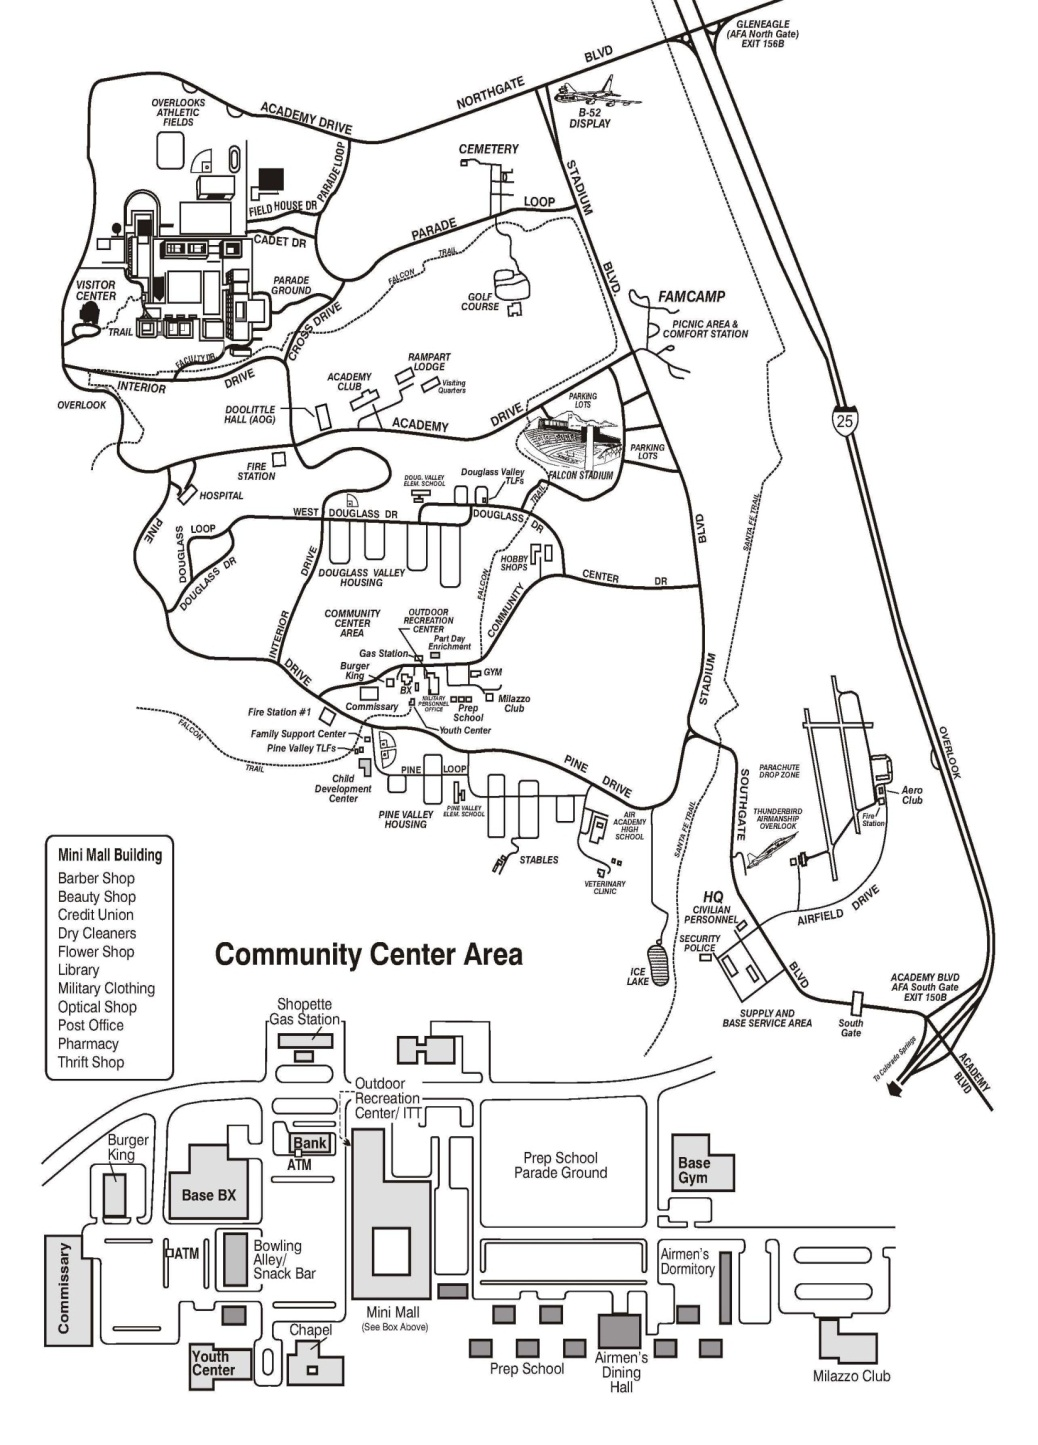 GLENEAGLE
(AFA North Gate)
EXIT 156B
NORTHGATE BLVD
B-52
DISPLAY
OVERLOOKS
ATHLETIC
FIELDS
ACADEMY DRIVE
PARADE LOOP
CEMETERY
STADIUM BLVD.
FIELD HOUSE DR
PARADE LOOP
CADET DR
FALCON TRAIL
VISITOR
CENTER
PARADE
GROUND
GOLF
COURSE
FAMCAMP
PICNIC AREA &
COMFORT STATION
TRAIL
CROSS DRIVE
FACULTY DR
INTERIOR DRIVE
RAMPART
LODGE
Visiting
Quarters
ACADEMY
CLUB
OVERLOOK
DOOLITTLE
HALL (AOG)
ACADEMY DRIVE
PARKING
LOTS
25
PARKING
LOTS
FALCON STADIUM
FIRE
STATION
HOSPITAL
DOUG. VALLEY
ELEM. SCHOOL
Douglass Valley
TLFs
TRAIL
WEST DOUGLASS DR
DOUGLASS DR
PINE
DOUGLASS LOOP
DOUGLASS DR
INTERIOR DRIVE
DOUGLASS VALLEY
HOUSING
HOBBY
SHOPS
FALCON
COMMUNITY CENTER DR
BLVD
SANTA FE TRAIL
COMMUNITY
CENTER
AREA
OUTDOOR
RECREATION
CENTER
Part Day
Enrichment
Gas Station
Burger
King
BX
GYM
Commissary
MILITARY
PERSONNEL
OFFICE
Prep
School
Milazzo
Club
Youth Center
DRIVE
STADIUM
Fire Station #1
Family Support Center
Pine Valley TLFs
FALCON TRAIL
Child
Development
Center
PINE LOOP
PINE DRIVE
PINE VALLEY
HOUSING
PINE VALLEY
ELEM. SCHOOL
AIR
ACADEMY
HIGH
SCHOOL
STABLES
VETERINARY
CLINIC
SANTA FE TRAIL
SOUTHGATE
PARACHUTE
DROP ZONE
THUNDERBIRD
AIRMANSHIP
OVERLOOK
OVERLOOK
Aero
Club
Fire
Station
HQ
CIVILIAN
PERSONNEL
AIRFIELD DRIVE
SECURITY
POLICE
ICE
LAKE
BLVD
SUPPLY AND
BASE SERVICE AREA
South
Gate
ACADEMY BLVD
AFA South Gate
EXIT 150B
To Colorado Springs
ACADEMY
BLVD
Mini Mall Building
Barber Shop
Beauty Shop
Credit Union
Dry Cleaners
Flower Shop
Library
Military Clothing
Optical Shop
Post Office
Pharmacy
Thrift Shop
Community Center Area
Shopette
Gas Station
Outdoor
Recreation
Center/ ITT
Burger
King
Bank
ATM
Base BX
Prep School
Parade Ground
Base
Gym
Commissary
ATM
Bowling
Alley/
Snack Bar
Airmen's
Dormitory
Mini Mall
(See Box Above)
Chapel
Youth
Center
Prep School
Airmen's
Dining
Hall
Milazzo Club